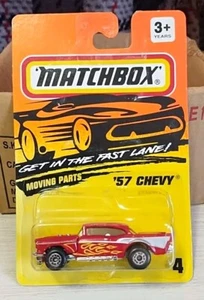 3+
YEARS
MATCHBOX
GET IN THE FAST LANE!
MOVING PARTS
'57 CHEVY
4